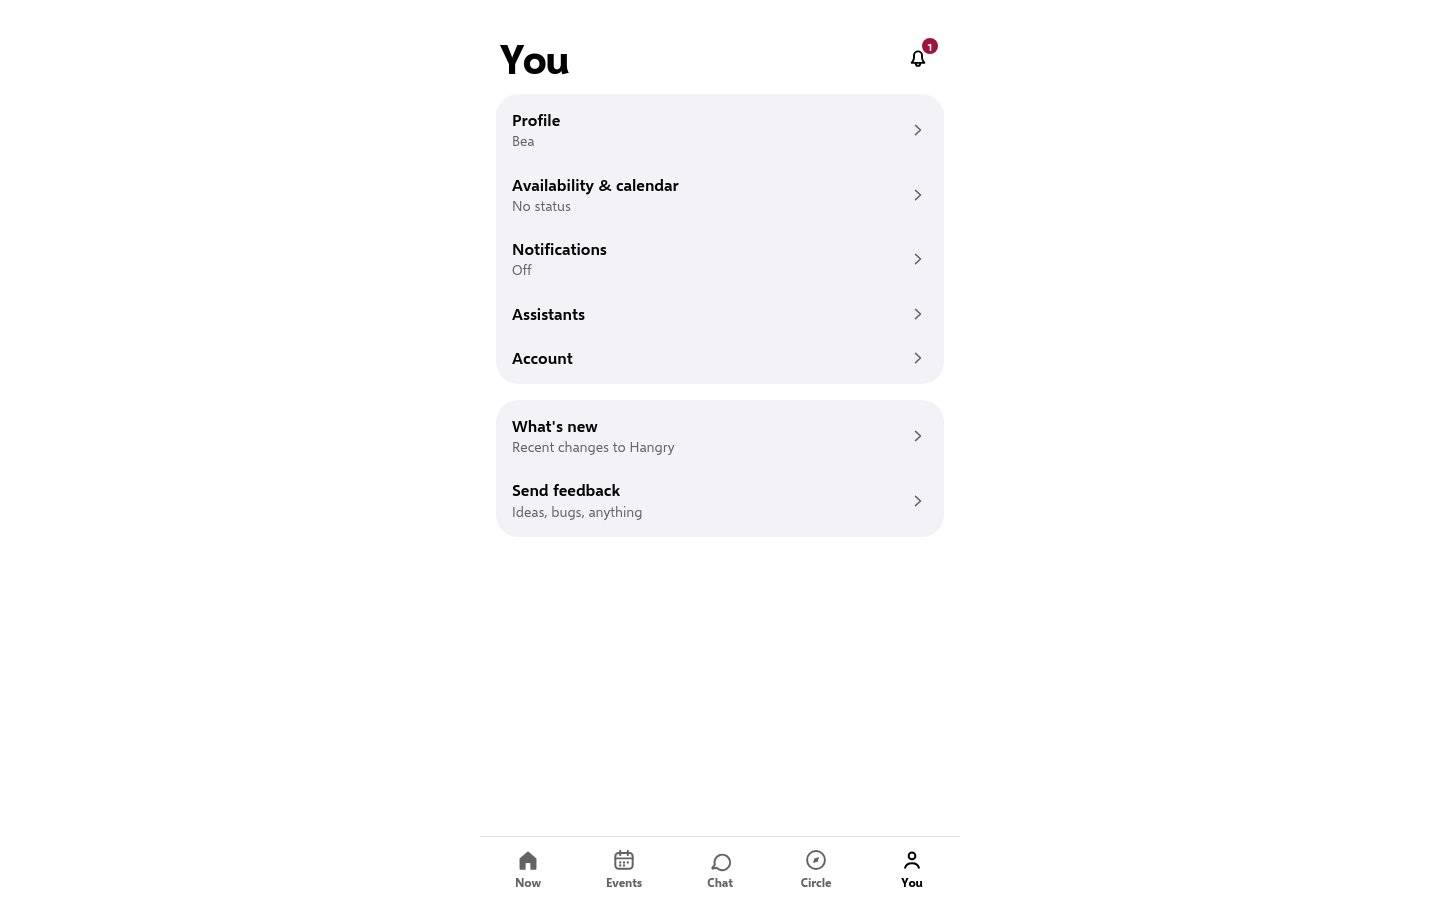 You
1
Profile
Bea
Availability & calendar
No status
Notifications
Off
Assistants
Account
What's new
Recent changes to Hangry
Send feedback
Ideas, bugs, anything
Now
Events
Chat
Circle
You